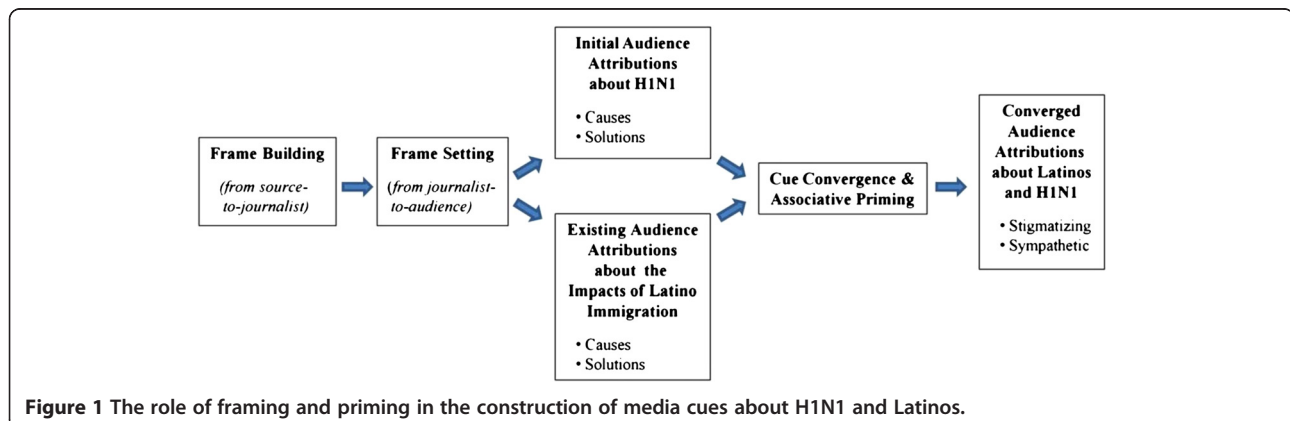 Frame Building
(from source-
to-journalist)
Frame Setting
(from journalist-
to-audience)
Initial Audience
Attributions
about H1N1
• Causes
• Solutions
Existing Audience
Attributions
about the
Impacts of Latino
Immigration
• Causes
• Solutions
Cue Convergence &
Associative Priming
Converged
Audience
Attributions
about Latinos
and H1N1
• Stigmatizing
• Sympathetic
Figure 1 The role of framing and priming in the construction of media cues about H1N1 and Latinos.